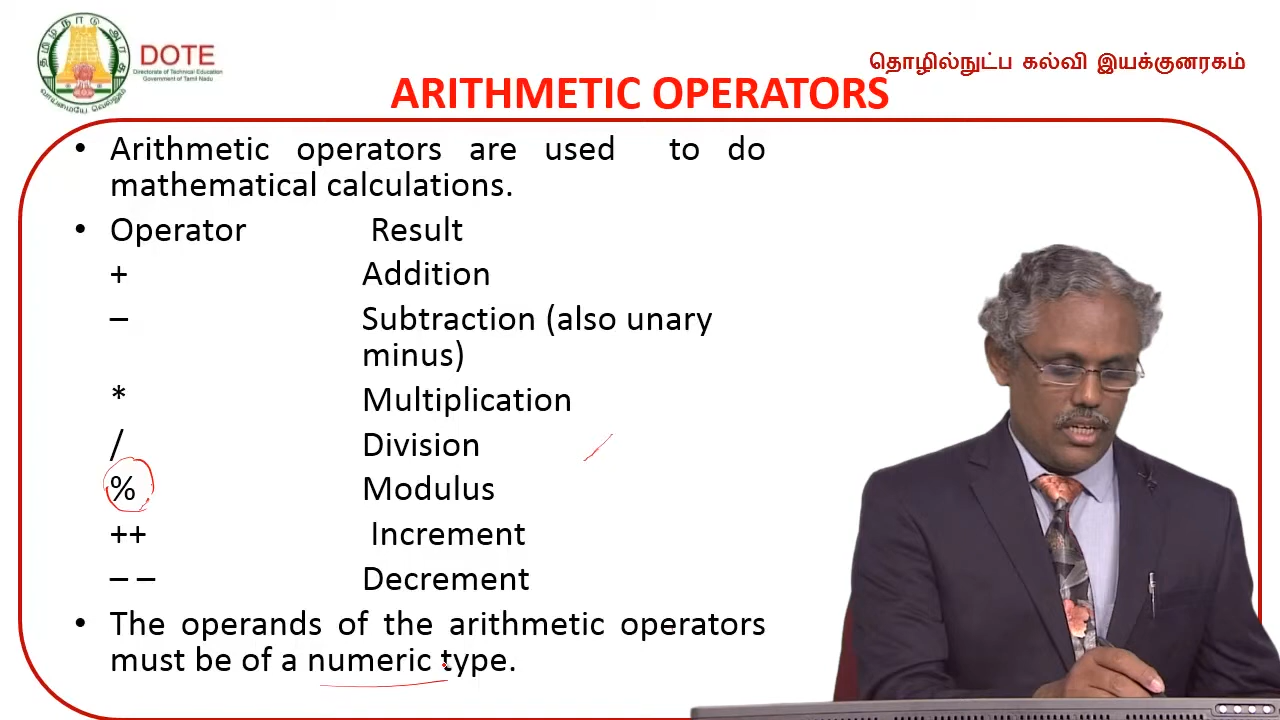 தமிழ்நாடு அரசு
வாய்மையே வெல்லும்
DOTE
Directorate of Technical Education
Government of Tamil Nadu
தொழில்நுட்ப கல்வி இயக்குனரகம்
ARITHMETIC OPERATORS
• Arithmetic operators are used to do
mathematical calculations.
• Operator Result
+ Addition
– Subtraction (also unary
minus)
* Multiplication
/ Division
% Modulus
++ Increment
– – Decrement
• The operands of the arithmetic operators
must be of a numeric type.